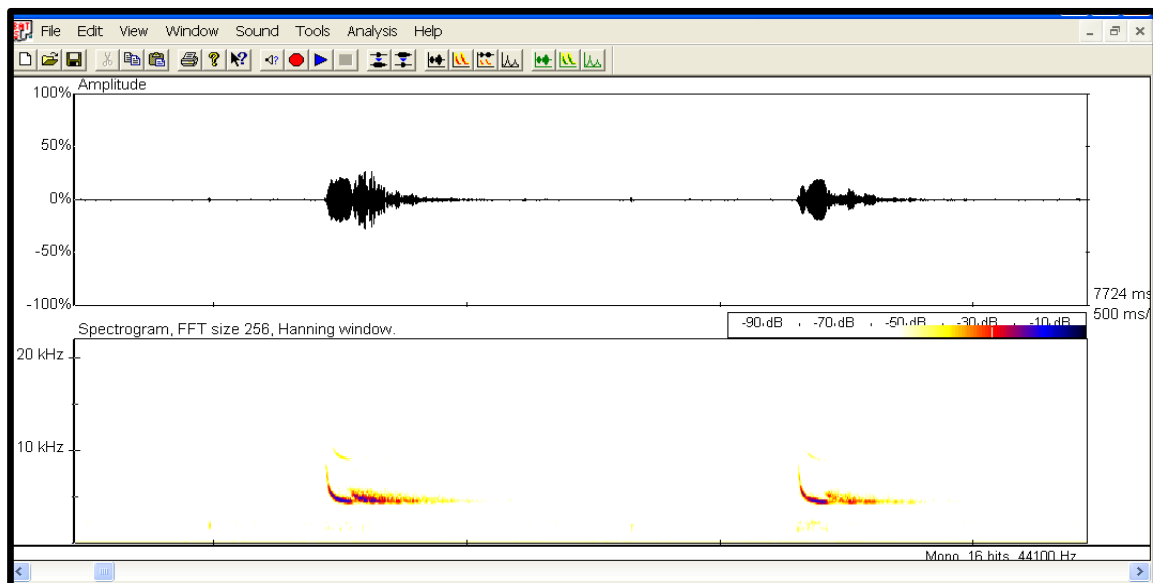 File Edit View Window Sound Tools Analysis Help
Amplitude
100%
50%
0%
-50%
-100%
7724 ms
500 ms/
Spectrogram, FFT size 256, Hanning window.
-90 dB -70 dB -50 dB -30 dB -10 dB
20 kHz
10 kHz
Mono, 16 bits, 44100 Hz